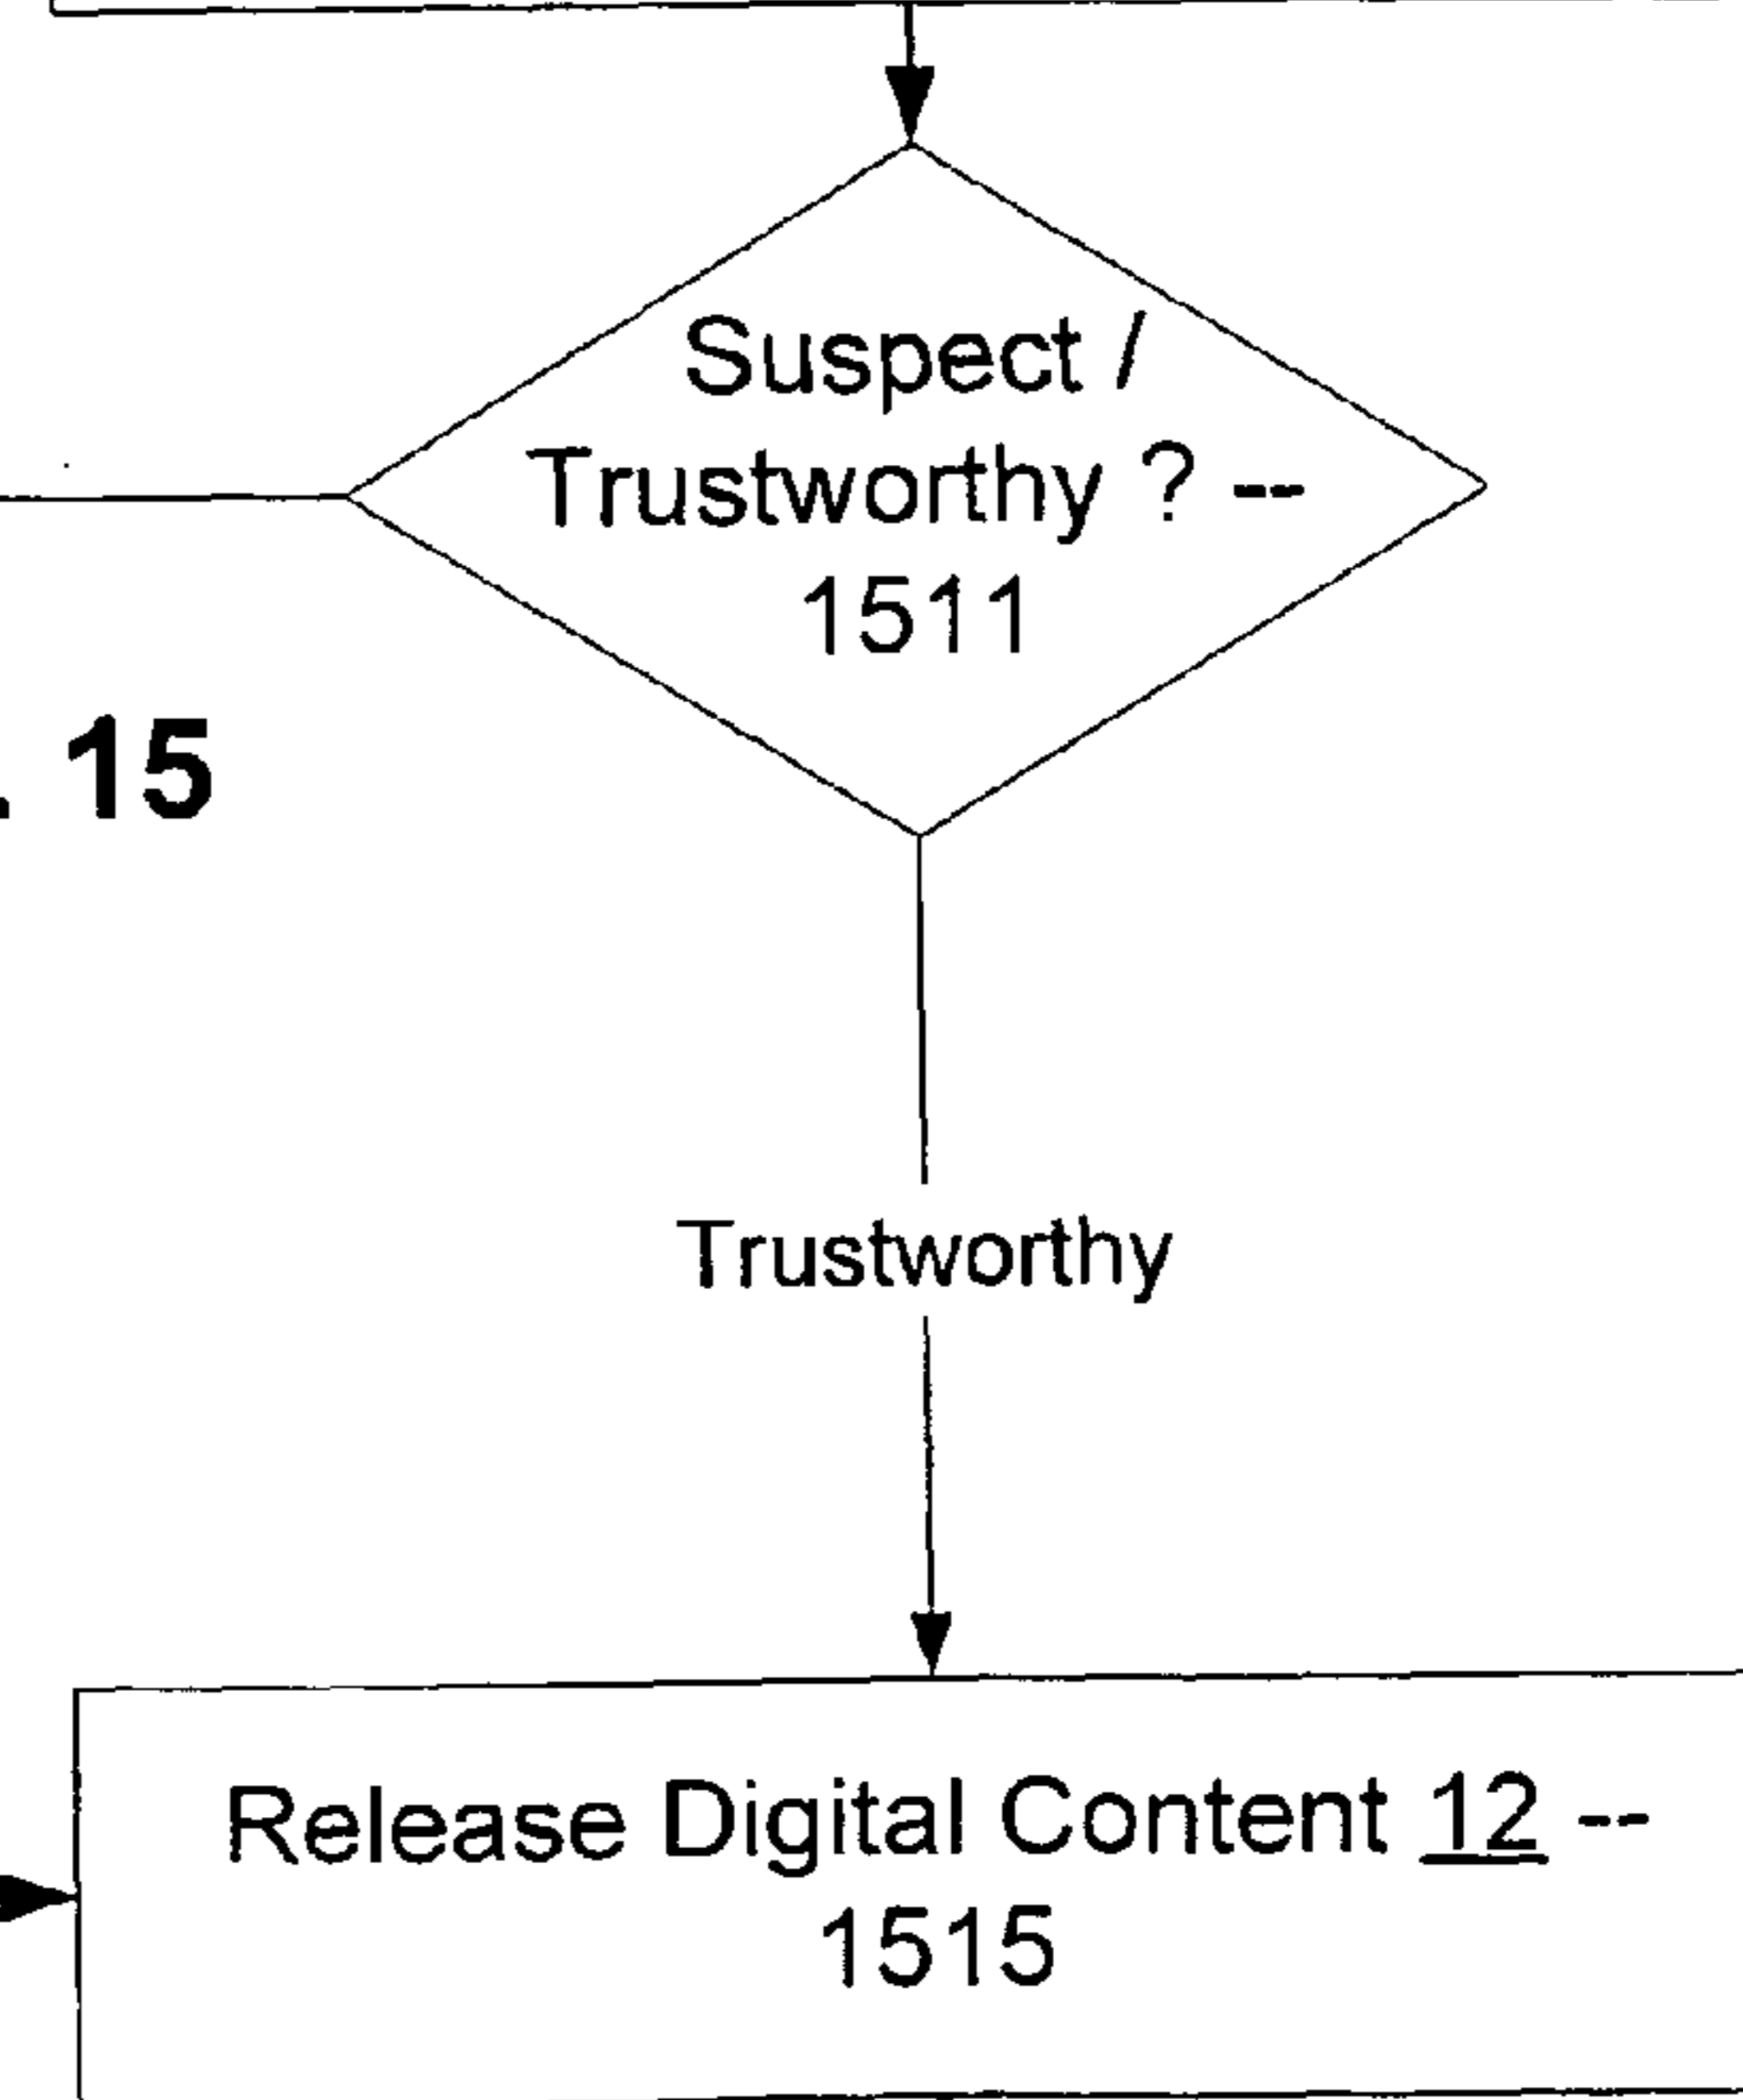 Suspect /
Trustworthy ? --
1511
. 15
Trustworthy
Release Digital Content 12 --
1515